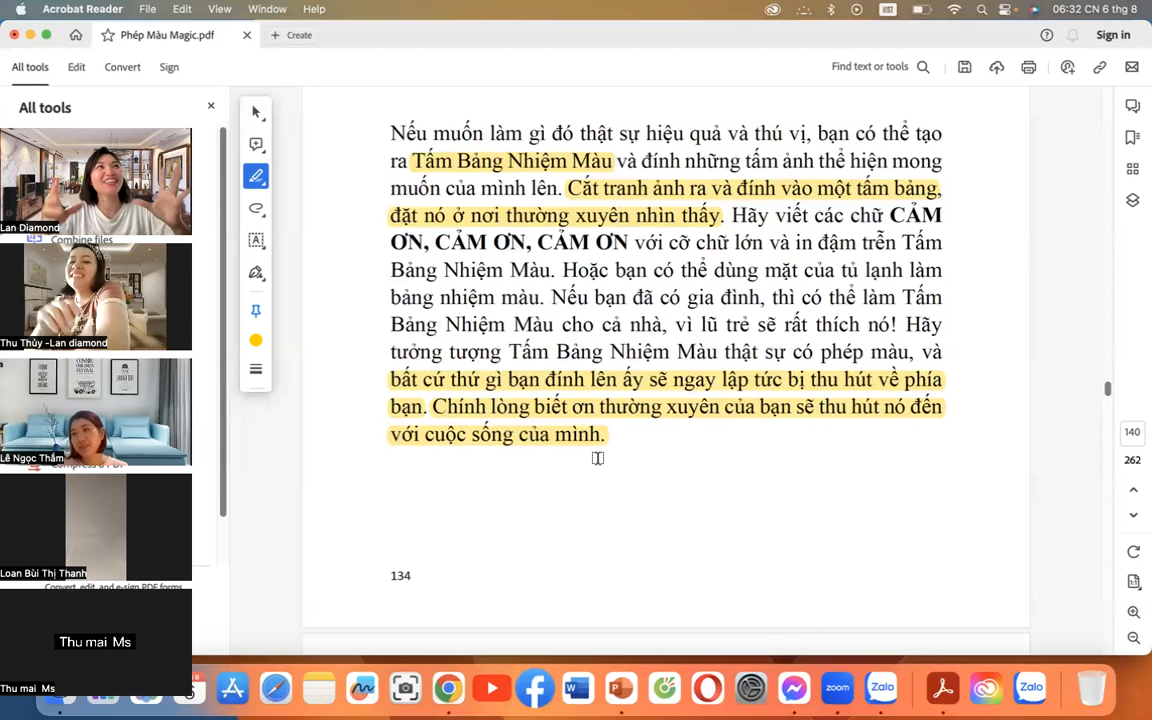 Acrobat Reader File Edit View Window Help
06:32 CN 6 thg 8
Phép Màu Magic.pdf
Create
Sign in
All tools Edit Convert Sign
Find text or tools
All tools
Lan Diamond
Combine files
Thu Thủy -Lan diamond
Lê Ngọc Thắm
Loan Bùi Thị Thanh
Convert, edit, and e-sign PDF forms
Thu mai Ms
Thu mai Ms
Nếu muốn làm gì đó thật sự hiệu quả và thú vị, bạn có thể tạo
ra Tấm Bảng Nhiệm Màu và đính những tấm ảnh thể hiện mong
muốn của mình lên. Cắt tranh ảnh ra và đính vào một tấm bảng,
đặt nó ở nơi thường xuyên nhìn thấy. Hãy viết các chữ CẢM
ƠN, CẢM ƠN, CẢM ƠN với cỡ chữ lớn và in đậm trễn Tấm
Bảng Nhiệm Màu. Hoặc bạn có thể dùng mặt của tủ lạnh làm
bảng nhiệm màu. Nếu bạn đã có gia đình, thì có thể làm Tấm
Bảng Nhiệm Màu cho cả nhà, vì lũ trẻ sẽ rất thích nó! Hãy
tưởng tượng Tấm Bảng Nhiệm Màu thật sự có phép màu, và
bất cứ thứ gì bạn đính lên ấy sẽ ngay lập tức bị thu hút về phía
bạn. Chính lòng biết ơn thường xuyên của bạn sẽ thu hút nó đến
với cuộc sống của mình.
134
140
262
zoom
Zalo
Zalo